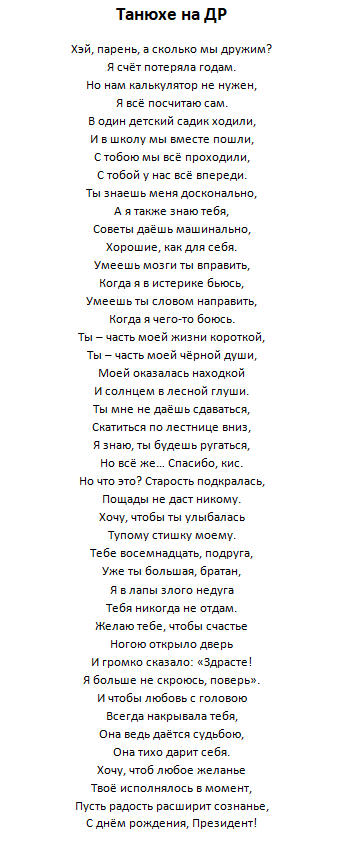 Танюхе на ДР
Хэй, парень, а сколько мы дружим?
Я счёт потеряла годам.
Но нам калькулятор не нужен,
Я всё посчитаю сам.
В один детский садик ходили,
И в школу мы вместе пошли,
С тобою мы всё проходили,
С тобой у нас всё впереди.
Ты знаешь меня досконально,
А я также знаю тебя,
Советы даёшь машинально,
Хорошие, как для себя.
Умеешь мозги ты вправить,
Когда я в истерике бьюсь,
Умеешь ты словом направить,
Когда я чего-то боюсь.
Ты – часть моей жизни короткой,
Ты – часть моей чёрной души,
Моей оказалась находкой
И солнцем в лесной глуши.
Ты мне не даёшь сдаваться,
Скатиться по лестнице вниз,
Я знаю, ты будешь ругаться,
Но всё же… Спасибо, кис.
Но что это? Старость подкралась,
Пощады не даст никому.
Хочу, чтобы ты улыбалась
Тупому стишку моему.
Тебе восемнадцать, подруга,
Уже ты большая, братан,
Я в лапы злого недуга
Тебя никогда не отдам.
Желаю тебе, чтобы счастье
Ногою открыло дверь
И громко сказало: «Здрасте!
Я больше не скроюсь, поверь».
И чтобы любовь с головою
Всегда накрывала тебя,
Она ведь даётся судьбою,
Она тихо дарит себя.
Хочу, чтоб любое желанье
Твоё исполнялось в момент,
Пусть радость расширит сознанье,
С днём рождения, Президент!